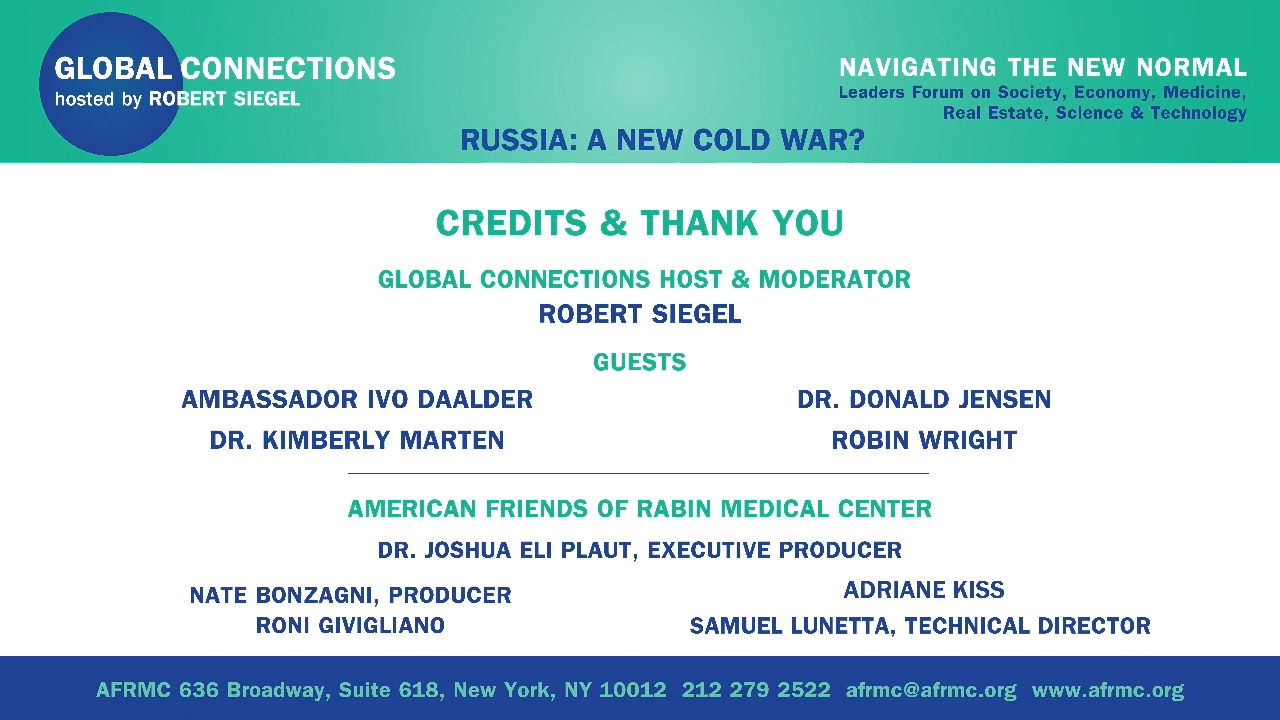 GLOBAL CONNECTIONS
hosted by ROBERT SIEGEL
NAVIGATING THE NEW NORMAL
Leaders Forum on Society, Economy, Medicine,
Real Estate, Science & Technology
RUSSIA: A NEW COLD WAR?
CREDITS & THANK YOU
GLOBAL CONNECTIONS HOST & MODERATOR
ROBERT SIEGEL
GUESTS
AMBASSADOR IVO DAALDER
DR. DONALD JENSEN
DR. KIMBERLY MARTEN
ROBIN WRIGHT
AMERICAN FRIENDS OF RABIN MEDICAL CENTER
DR. JOSHUA ELI PLAUT, EXECUTIVE PRODUCER
NATE BONZAGNI, PRODUCER
ADRIANE KISS
RONI GIVIGLIANO
SAMUEL LUNETTA, TECHNICAL DIRECTOR
AFRMC 636 Broadway, Suite 618, New York, NY 10012 212 279 2522 afrmc@afrmc.org www.afrmc.org